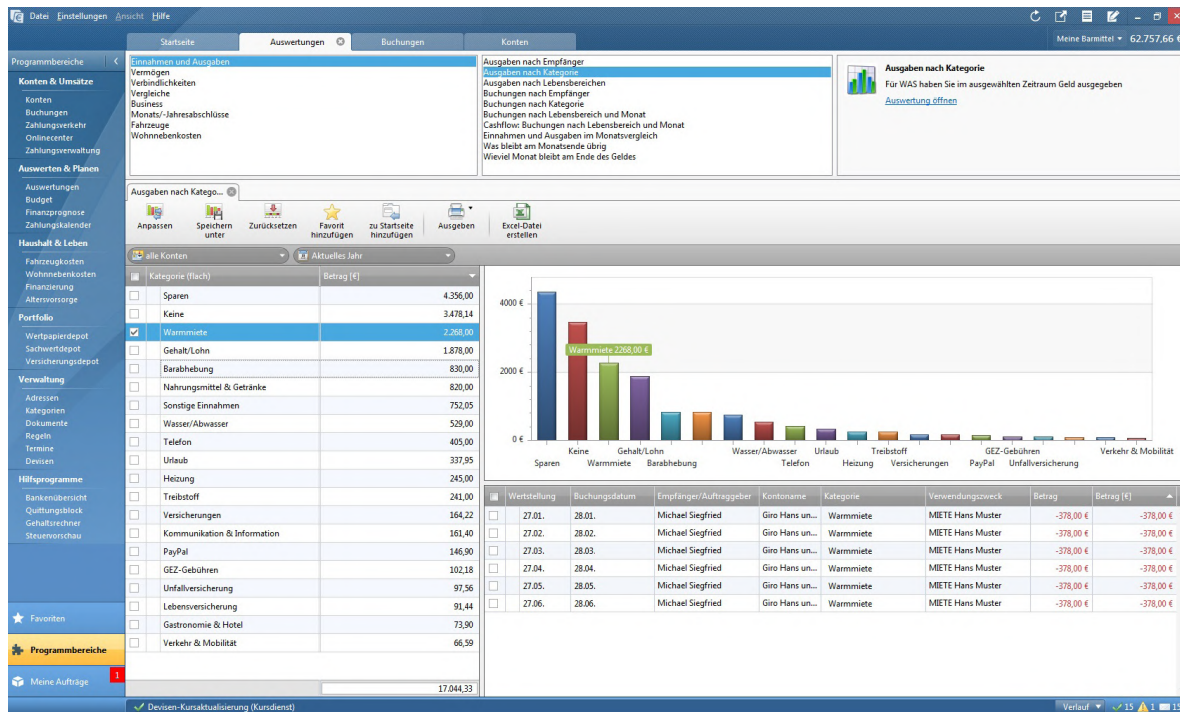 Datei Einstellungen Ansicht Hilfe
Startseite Auswertungen Buchungen Konten
Meine Barmittel 62.757,66 €
Programmbereiche
Konten & Umsätze
Konten
Buchungen
Zahlungsverkehr
Onlinecenter
Zahlungsverwaltung
Auswerten & Planen
Auswertungen
Budget
Finanzprognose
Zahlungskalender
Haushalt & Leben
Fahrzeugkosten
Wohnnebenkosten
Finanzierung
Altersvorsorge
Portfolio
Wertpapierdepot
Sachwertdepot
Versicherungsdepot
Verwaltung
Adressen
Kategorien
Dokumente
Regeln
Termine
Devisen
Hilfsprogramme
Bankenübersicht
Quittungsblock
Gehaltsrechner
Steuervorschau
Favoriten
Programmbereiche
Meine Aufträge 1
Einnahmen und Ausgaben
Vermögen
Verbindlichkeiten
Vergleiche
Business
Monats/-Jahresabschlüsse
Fahrzeuge
Wohnnebenkosten
Ausgaben nach Empfänger
Ausgaben nach Kategorie
Ausgaben nach Lebensbereichen
Buchungen nach Empfänger
Buchungen nach Kategorie
Buchungen nach Lebensbereich und Monat
Cashflow: Buchungen nach Lebensbereich und Monat
Einnahmen und Ausgaben im Monatsvergleich
Was bleibt am Monatsende übrig
Wieviel Monat bleibt am Ende des Geldes
Ausgaben nach Kategorie
Für WAS haben Sie im ausgewählten Zeitraum Geld ausgegeben
Auswertung öffnen
Ausgaben nach Katego...
Anpassen
Speichern unter
Zurücksetzen
Favorit hinzufügen
zu Startseite hinzufügen
Ausgeben
Excel-Datei erstellen
alle Konten Aktuelles Jahr
Kategorie (flach) Betrag [€]
Sparen 4.356,00
Keine 3.478,14
Warmmiete 2.268,00
Gehalt/Lohn 1.878,00
Barabhebung 830,00
Nahrungsmittel & Getränke 820,00
Sonstige Einnahmen 752,05
Wasser/Abwasser 529,00
Telefon 405,00
Urlaub 337,95
Heizung 245,00
Treibstoff 241,00
Versicherungen 164,22
Kommunikation & Information 161,40
PayPal 146,90
GEZ-Gebühren 102,18
Unfallversicherung 97,56
Lebensversicherung 91,44
Gastronomie & Hotel 73,90
Verkehr & Mobilität 66,59
17.044,33
4000 €
Warmmiete 2268,00 €
2000 €
0 €
Keine Gehalt/Lohn Wasser/Abwasser Urlaub Treibstoff GEZ-Gebühren Verkehr & Mobilität
Sparen Warmmiete Barabhebung Telefon Heizung Versicherungen PayPal Unfallversicherung
Wertstellung Buchungsdatum Empfänger/Auftraggeber Kontoname Kategorie Verwendungszweck Betrag Betrag [€]
27.01. 28.01. Michael Siegfried Giro Hans un... Warmmiete MIETE Hans Muster -378,00 € -378,00 €
27.02. 28.02. Michael Siegfried Giro Hans un... Warmmiete MIETE Hans Muster -378,00 € -378,00 €
27.03. 28.03. Michael Siegfried Giro Hans un... Warmmiete MIETE Hans Muster -378,00 € -378,00 €
27.04. 28.04. Michael Siegfried Giro Hans un... Warmmiete MIETE Hans Muster -378,00 € -378,00 €
27.05. 28.05. Michael Siegfried Giro Hans un... Warmmiete MIETE Hans Muster -378,00 € -378,00 €
27.06. 28.06. Michael Siegfried Giro Hans un... Warmmiete MIETE Hans Muster -378,00 € -378,00 €
Devisen-Kursaktualisierung (Kursdienst)
Verlauf 15 1 15